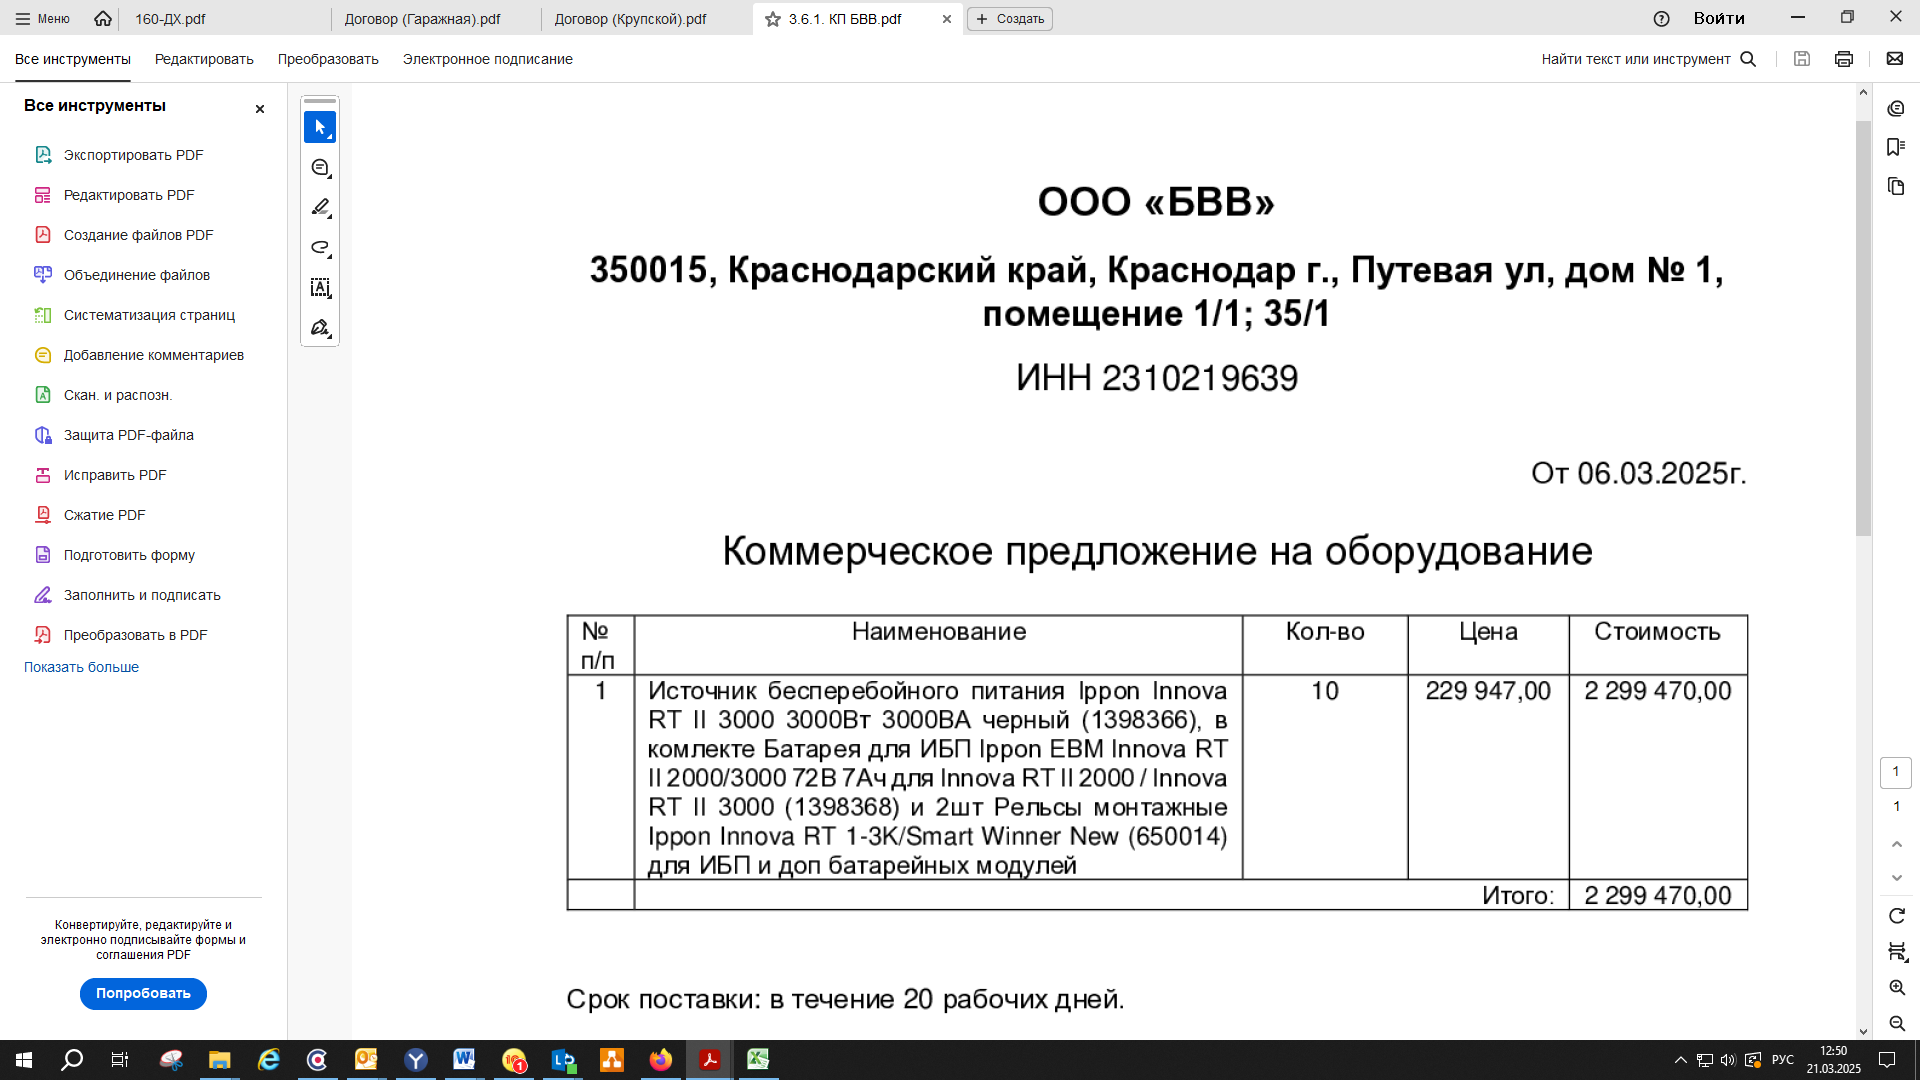 Меню
160-ДХ.pdf
Договор (Гаражная).pdf
Договор (Крупской).pdf
3.6.1. КП БВВ.pdf
Создать
Войти
Все инструменты
Редактировать
Преобразовать
Электронное подписание
Найти текст или инструмент
Все инструменты
Экспортировать PDF
Редактировать PDF
Создание файлов PDF
Объединение файлов
Систематизация страниц
Добавление комментариев
Скан. и распозн.
Защита PDF-файла
Исправить PDF
Сжатие PDF
Подготовить форму
Заполнить и подписать
Преобразовать в PDF
Показать больше
Конвертируйте, редактируйте и
электронно подписывайте формы и
соглашения PDF
Попробовать
ООО «БВВ»
350015, Краснодарский край, Краснодар г., Путевая ул, дом № 1,
помещение 1/1; 35/1
ИНН 2310219639
От 06.03.2025г.
Коммерческое предложение на оборудование
№ п/п Наименование Кол-во Цена Стоимость
1 Источник бесперебойного питания Ippon Innova 10 229 947,00 2 299 470,00
RT II 3000 3000Вт 3000ВА черный (1398366), в
комлекте Батарея для ИБП Ippon EBM Innova RT
II 2000/3000 72В 7Ач для Innova RT II 2000 / Innova
RT II 3000 (1398368) и 2шт Рельсы монтажные
Ippon Innova RT 1-3K/Smart Winner New (650014)
для ИБП и доп батарейных модулей
Итого: 2 299 470,00
Срок поставки: в течение 20 рабочих дней.
1
1
РУС
12:50
21.03.2025